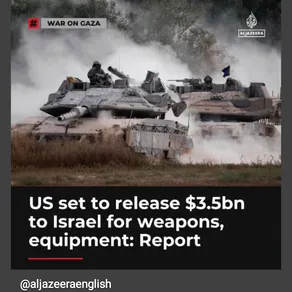 # WAR ON GAZA
ALJAZEERA
US set to release $3.5bn
to Israel for weapons,
equipment: Report
@aljazeeraenglish